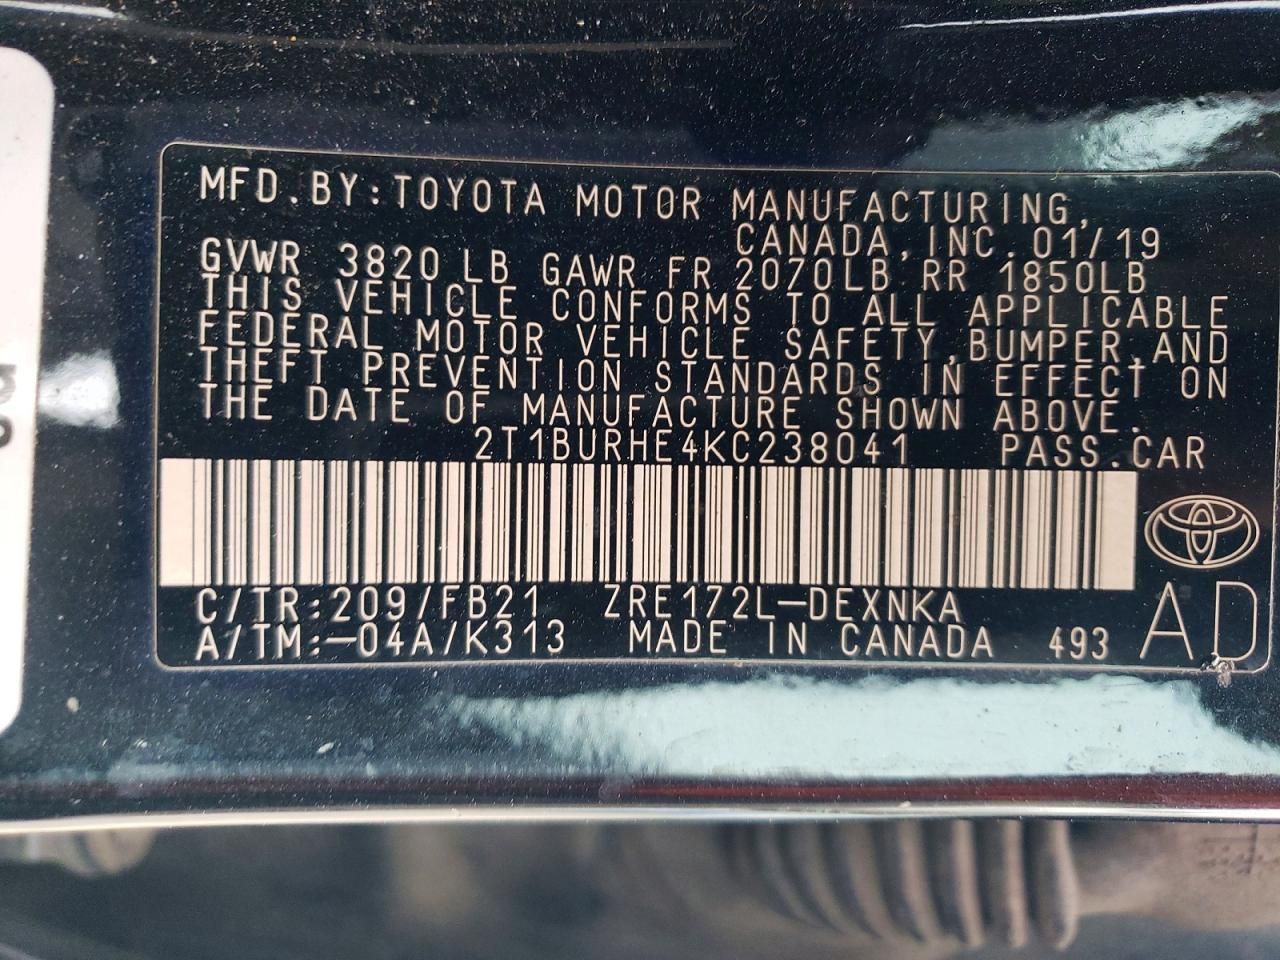 MFD.BY:TOYOTA MOTOR MANUFACTURING,
CANADA,INC. 01/19
GVWR 3820 LB GAWR FR 2070LB RR 1850LB
THIS VEHICLE CONFORMS TO ALL APPLICABLE
FEDERAL MOTOR VEHICLE SAFETY,BUMPER,AND
THEFT PREVENTION STANDARDS IN EFFECT ON
THE DATE OF MANUFACTURE SHOWN ABOVE.
2T1BURHE4KC238041 PASS.CAR
C/TR:209/FB21 ZRE172L-DEXNKA
A/TM:-04A/K313 MADE IN CANADA 493
AD